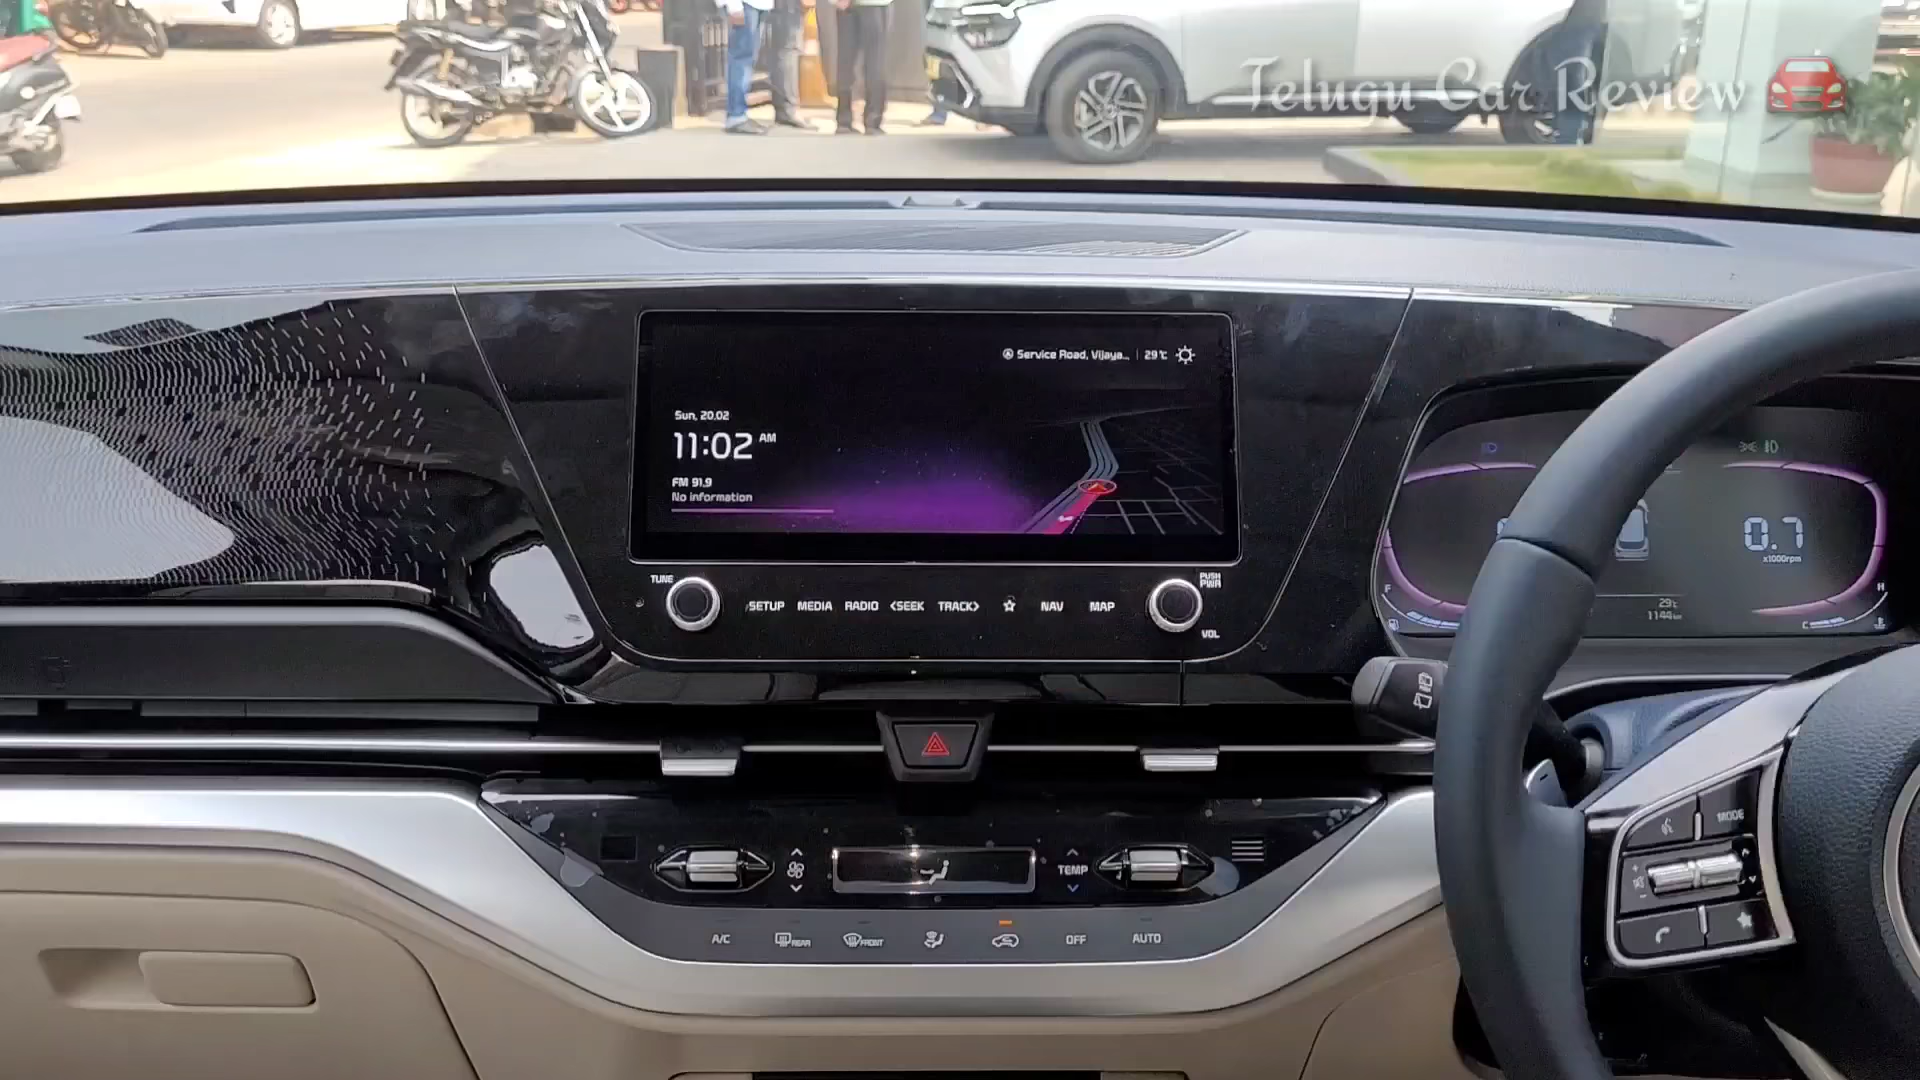 Telugu Car Review
Service Road, Vijaya... 29℃
Sun, 20.02
11:02 AM
FM 91.9
No information
TUNE
PUSH
PWR
SETUP MEDIA RADIO <SEEK TRACK> NAV MAP
VOL
0.7
x1000rpm
F
H
29℃
1144 km
C
E
TEMP
MODE
REAR
FRONT
A/C
OFF
AUTO